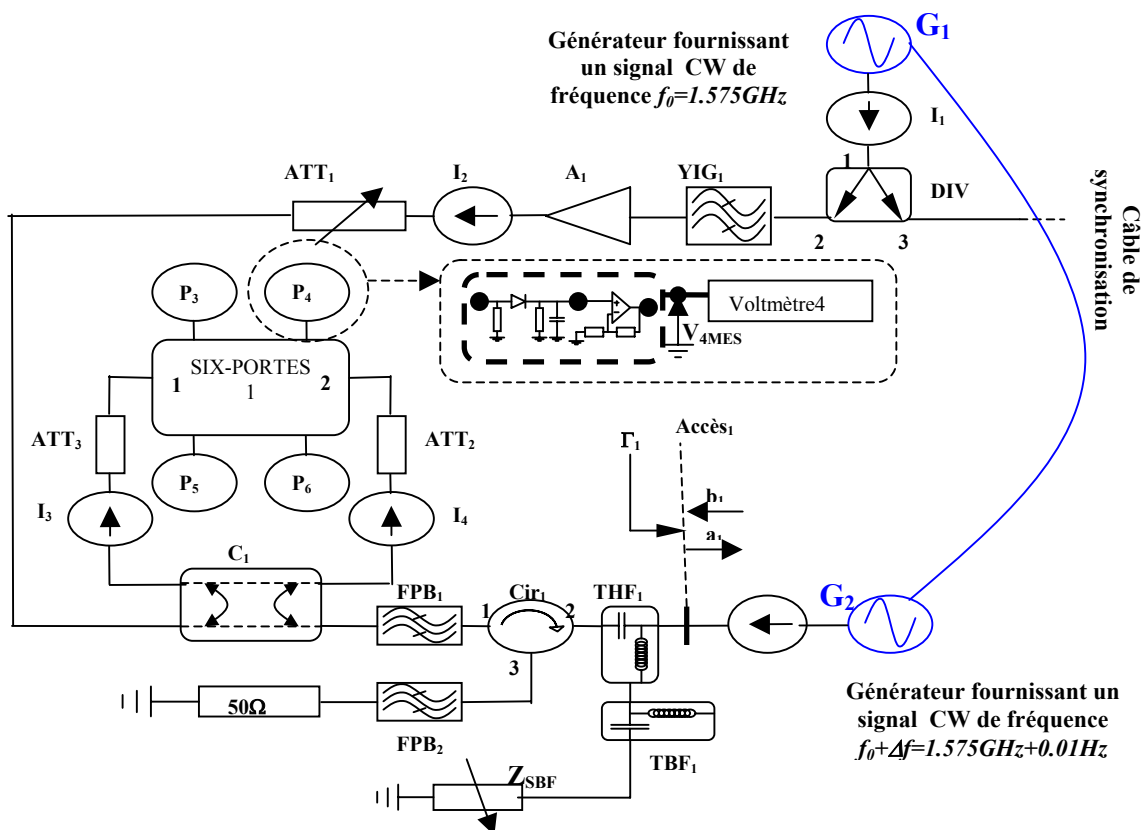 Générateur fournissant
un signal CW de
fréquence f₀=1.575GHz
G₁
I₁
1
DIV
2
3
Câble de
synchronisation
ATT₁
I₂
A₁
YIG₁
P₃
P₄
Voltmètre4
V₄MES
SIX-PORTES
1
2
l
ATT₃
ATT₂
P₅
P₆
I₃
I₄
Accès₁
Γ₁
b₁
a₁
C₁
FPB₁
Cir₁
1
2
3
THF₁
G₂
50Ω
FPB₂
TBF₁
Z_SBF
Générateur fournissant un
signal CW de fréquence
f₀+Δf=1.575GHz+0.01Hz